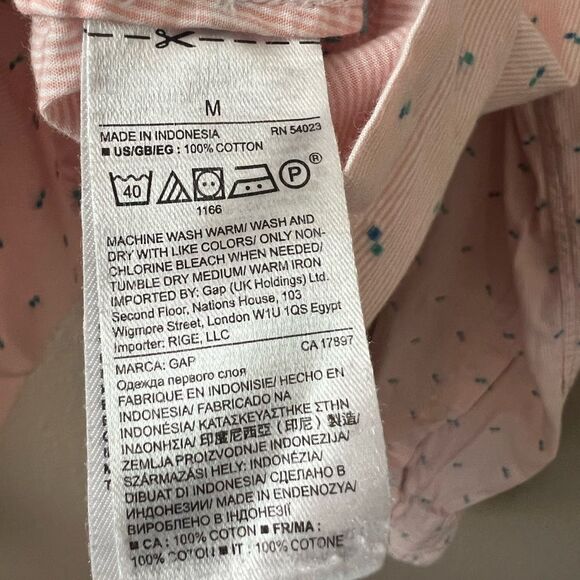 M
MADE IN INDONESIA RN 54023
■ US/GB/EG : 100% COTTON
40 P ®
1166
MACHINE WASH WARM/ WASH AND
DRY WITH LIKE COLORS/ ONLY NON-
CHLORINE BLEACH WHEN NEEDED/
TUMBLE DRY MEDIUM/ WARM IRON
IMPORTED BY: Gap (UK Holdings) Ltd.
Second Floor, Nations House, 103
Wigmore Street, London W1U 1QS Egypt
Importer: RIGE, LLC
MARCA: GAP CA 17897
Одежда первого слоя
FABRIQUE EN INDONISIE/ HECHO EN
INDONESIA/ FABRICADO NA
INDONÉSIA/ ΚΑΤΑΣΚΕΥΑΣΤΗΚΕ ΣΤΗΝ
ΙΝΔΟΝΗΣΙΑ/ 印度尼西亞 (印尼) 製造/
ZEMLJA PROIZVODNJE INDONEZIJA/
SZÁRMAZÁSI HELY: INDONÉZIA/
DIBUAT DI INDONESIA/ СДЕЛАНО В
ИНДОНЕЗИИ/ MADE IN ENDENOZYA/
ВИРОБЛЕНО В ІНДОНЕЗІЇ
■ CA : 100% COTON ■ FR/MA :
100% COTON ■ IT : 100% COTONE